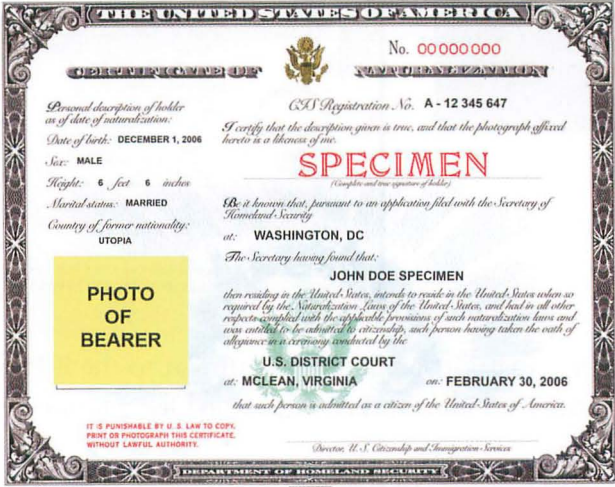 THE UNITED STATES OF AMERICA
No. 00000000
CERTIFICATE OF NATURALIZATION
Personal description of holder
as of date of naturalization:
Date of birth: DECEMBER 1, 2006
Sex: MALE
Height: 6 feet 6 inches
Marital status: MARRIED
Country of former nationality:
UTOPIA
PHOTO
OF
BEARER
IT IS PUNISHABLE BY U. S. LAW TO COPY,
PRINT OR PHOTOGRAPH THIS CERTIFICATE,
WITHOUT LAWFUL AUTHORITY.
CIS Registration No. A - 12 345 647
I certify that the description given is true, and that the photograph affixed
hereto is a likeness of me.
SPECIMEN
(Complete and true signature of holder)
Be it known that, pursuant to an application filed with the Secretary of
Homeland Security
at: WASHINGTON, DC
The Secretary having found that:
JOHN DOE SPECIMEN
then residing in the United States, intends to reside in the United States when so
required by the Naturalization Laws of the United States, and had in all other
respects complied with the applicable provisions of such naturalization laws and
was entitled to be admitted to citizenship, such person having taken the oath of
allegiance in a ceremony conducted by the
U.S. DISTRICT COURT
at: MCLEAN, VIRGINIA on: FEBRUARY 30, 2006
that such person is admitted as a citizen of the United States of America.
Director, U. S. Citizenship and Immigration Services
DEPARTMENT OF HOMELAND SECURITY